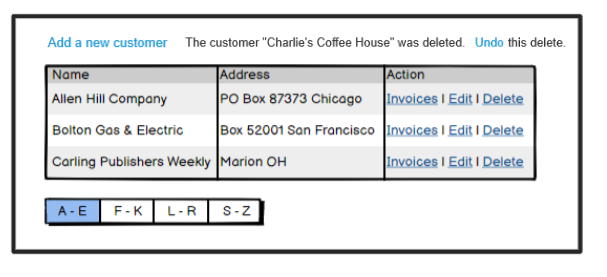 Add a new customer The customer "Charlie's Coffee House" was deleted. Undo this delete.
Name Address Action
Allen Hill Company PO Box 87373 Chicago Invoices | Edit | Delete
Bolton Gas & Electric Box 52001 San Francisco Invoices | Edit | Delete
Carling Publishers Weekly Marion OH Invoices | Edit | Delete
A - E F - K L - R S - Z